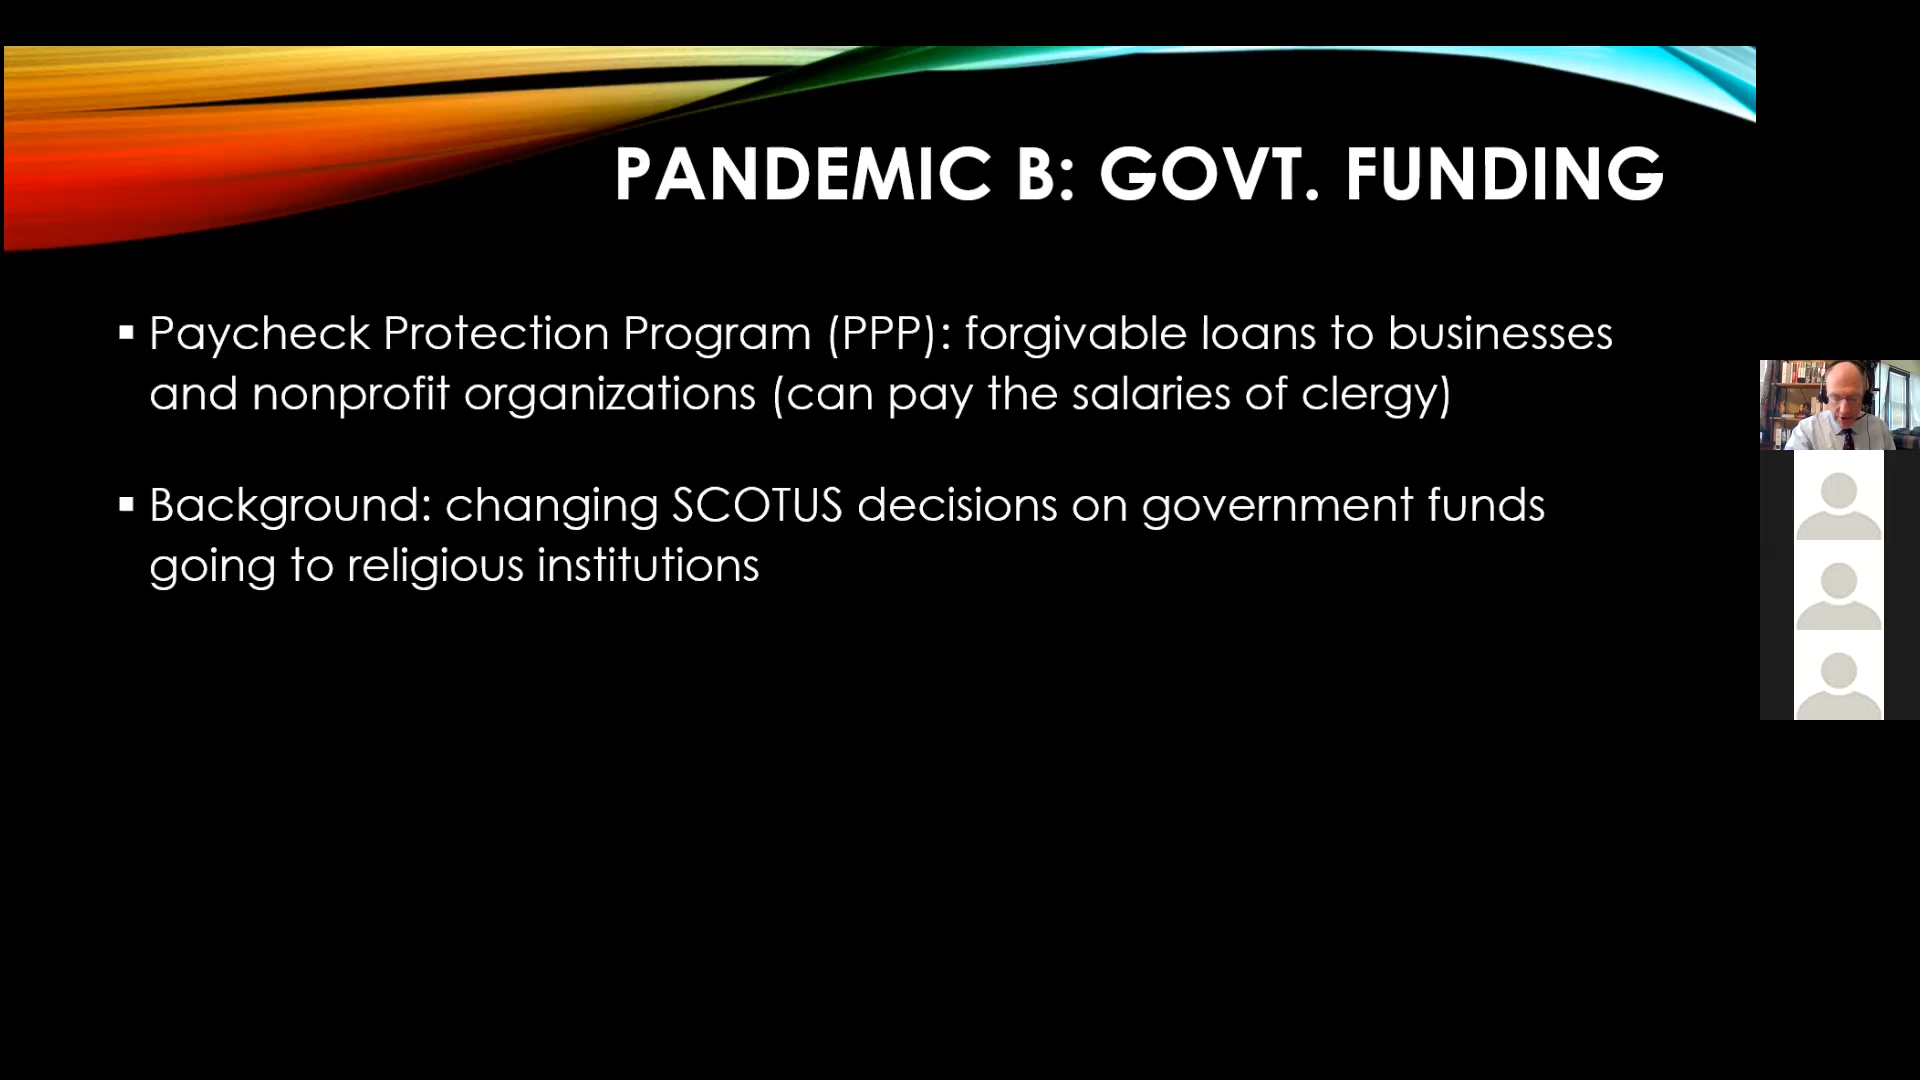 PANDEMIC B: GOVT. FUNDING
▪ Paycheck Protection Program (PPP): forgivable loans to businesses
and nonprofit organizations (can pay the salaries of clergy)
▪ Background: changing SCOTUS decisions on government funds
going to religious institutions